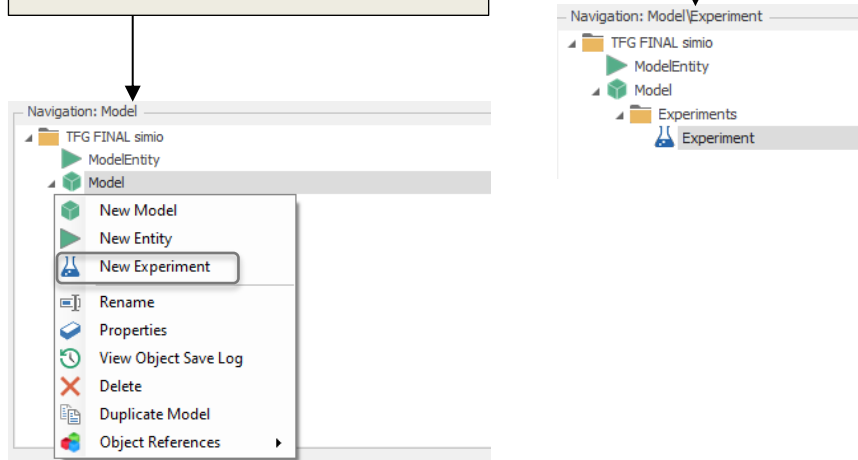 Navigation: Model
TFG FINAL simio
ModelEntity
Model
New Model
New Entity
New Experiment
Rename
Properties
View Object Save Log
Delete
Duplicate Model
Object References
Navigation: Model\Experiment
TFG FINAL simio
ModelEntity
Model
Experiments
Experiment